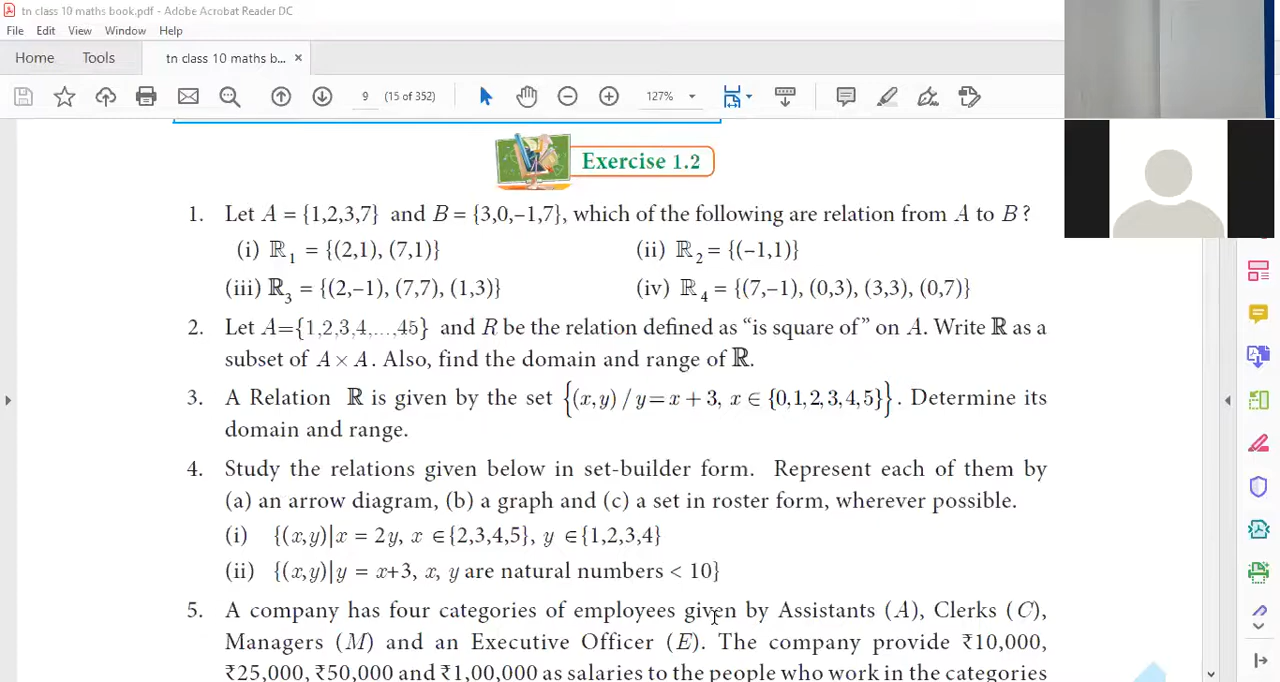 tn class 10 maths book.pdf - Adobe Acrobat Reader DC
File Edit View Window Help
Home Tools tn class 10 maths b... ×
9 (15 of 352) 127%
Exercise 1.2
1. Let A = {1,2,3,7} and B = {3,0,–1,7}, which of the following are relation from A to B ?
(i) ℝ₁ = {(2,1), (7,1)} (ii) ℝ₂ = {(–1,1)}
(iii) ℝ₃ = {(2,–1), (7,7), (1,3)} (iv) ℝ₄ = {(7,–1), (0,3), (3,3), (0,7)}
2. Let A={1,2,3,4,...,45} and R be the relation defined as “is square of” on A. Write ℝ as a
subset of A × A. Also, find the domain and range of ℝ.
3. A Relation ℝ is given by the set {(x,y) / y = x + 3, x ∈ {0,1,2,3,4,5}}. Determine its
domain and range.
4. Study the relations given below in set-builder form. Represent each of them by
(a) an arrow diagram, (b) a graph and (c) a set in roster form, wherever possible.
(i) {(x,y)|x = 2y, x ∈{2,3,4,5}, y ∈{1,2,3,4}
(ii) {(x,y)|y = x+3, x, y are natural numbers < 10}
5. A company has four categories of employees given by Assistants (A), Clerks (C),
Managers (M) and an Executive Officer (E). The company provide ₹10,000,
₹25,000, ₹50,000 and ₹1,00,000 as salaries to the people who work in the categories